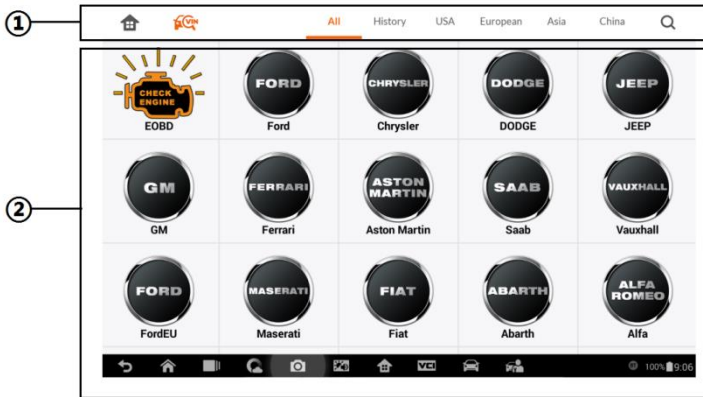 ①
VIN
All History USA European Asia China
②
CHECK
ENGINE
EOBD
FORD
Ford
CHRYSLER
Chrysler
DODGE
DODGE
JEEP
JEEP
GM
GM
FERRARI
Ferrari
ASTON
MARTIN
Aston Martin
SAAB
Saab
VAUXHALL
Vauxhall
FORD
FordEU
MASERATI
Maserati
FIAT
Fiat
ABARTH
Abarth
ALFA
ROMEO
Alfa
VCI
100% 9:06